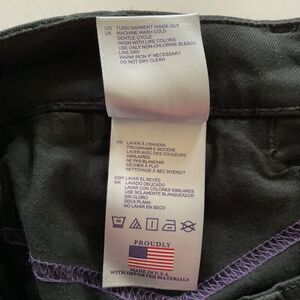 US TURN GARMENT INSIDE OUT
UK MACHINE WASH COLD
GENTLE CYCLE
WASH WITH LIKE COLORS
USE ONLY NON-CHLORINE BLEACH
LINE DRY
WARM IRON IF NECESSARY
DO NOT DRY CLEAN
FR LAVER À L'ENVERS
PROGRAMME MODÉRÉ
LAVER AVEC DES COULEURS
SIMILAIRES
NE PAS BLANCHIR
SÉCHER À PLAT
NETTOYAGE À SEC INTERDIT
ESP/ LAVAR EL REVÉS
MX LAVADO DELICADO
LAVAR CON COLORES SIMILARES
USE SOLAMENTE BLANQUEADOR
SIN CLORO
SECA PLANA
NO LAVAR EN SECO
PROUDLY
MADE IN U.S.A.
WITH IMPORTED MATERIALS